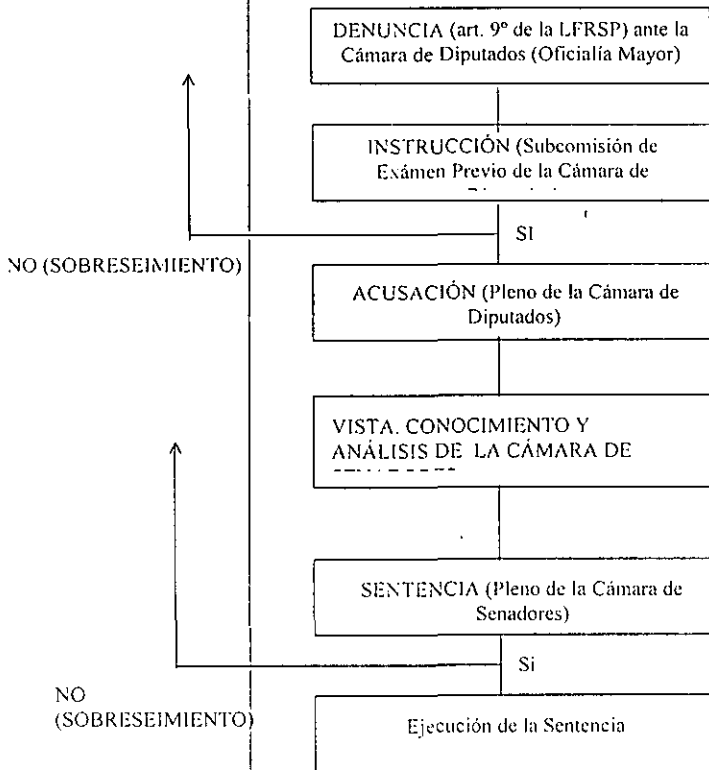 DENUNCIA (art. 9º de la LFRSP) ante la
Cámara de Diputados (Oficialía Mayor)
INSTRUCCIÓN (Subcomisión de
Exámen Previo de la Cámara de
SI
NO (SOBRESEIMIENTO)
ACUSACIÓN (Pleno de la Cámara de
Diputados)
VISTA. CONOCIMIENTO Y
ANÁLISIS DE LA CÁMARA DE
SENTENCIA (Pleno de la Cámara de
Senadores)
Si
NO
(SOBRESEIMIENTO)
Ejecución de la Sentencia